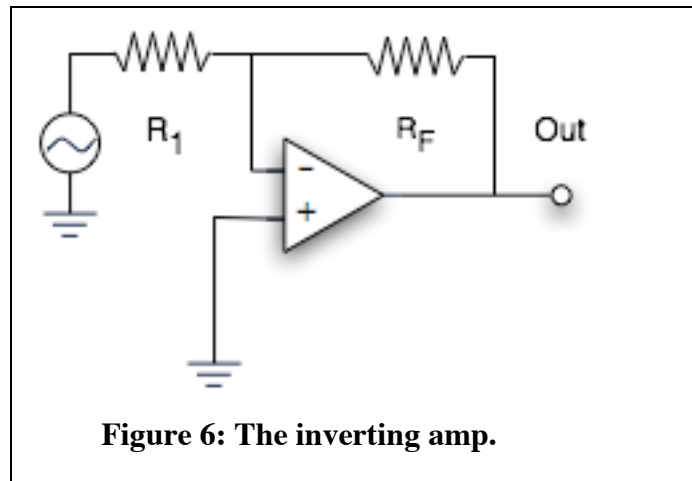 R1
RF
Out
-
+
Figure 6: The inverting amp.